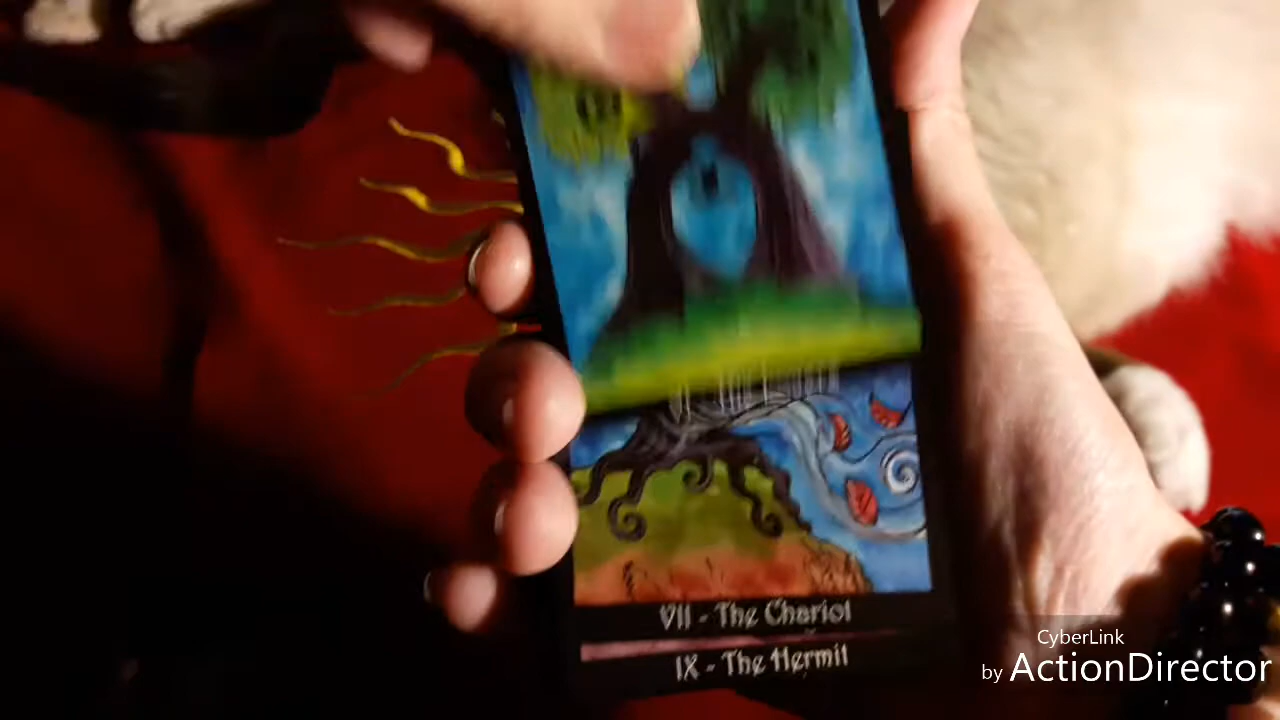 VII - The Chariot
IX - The Hermit
CyberLink
by ActionDirector